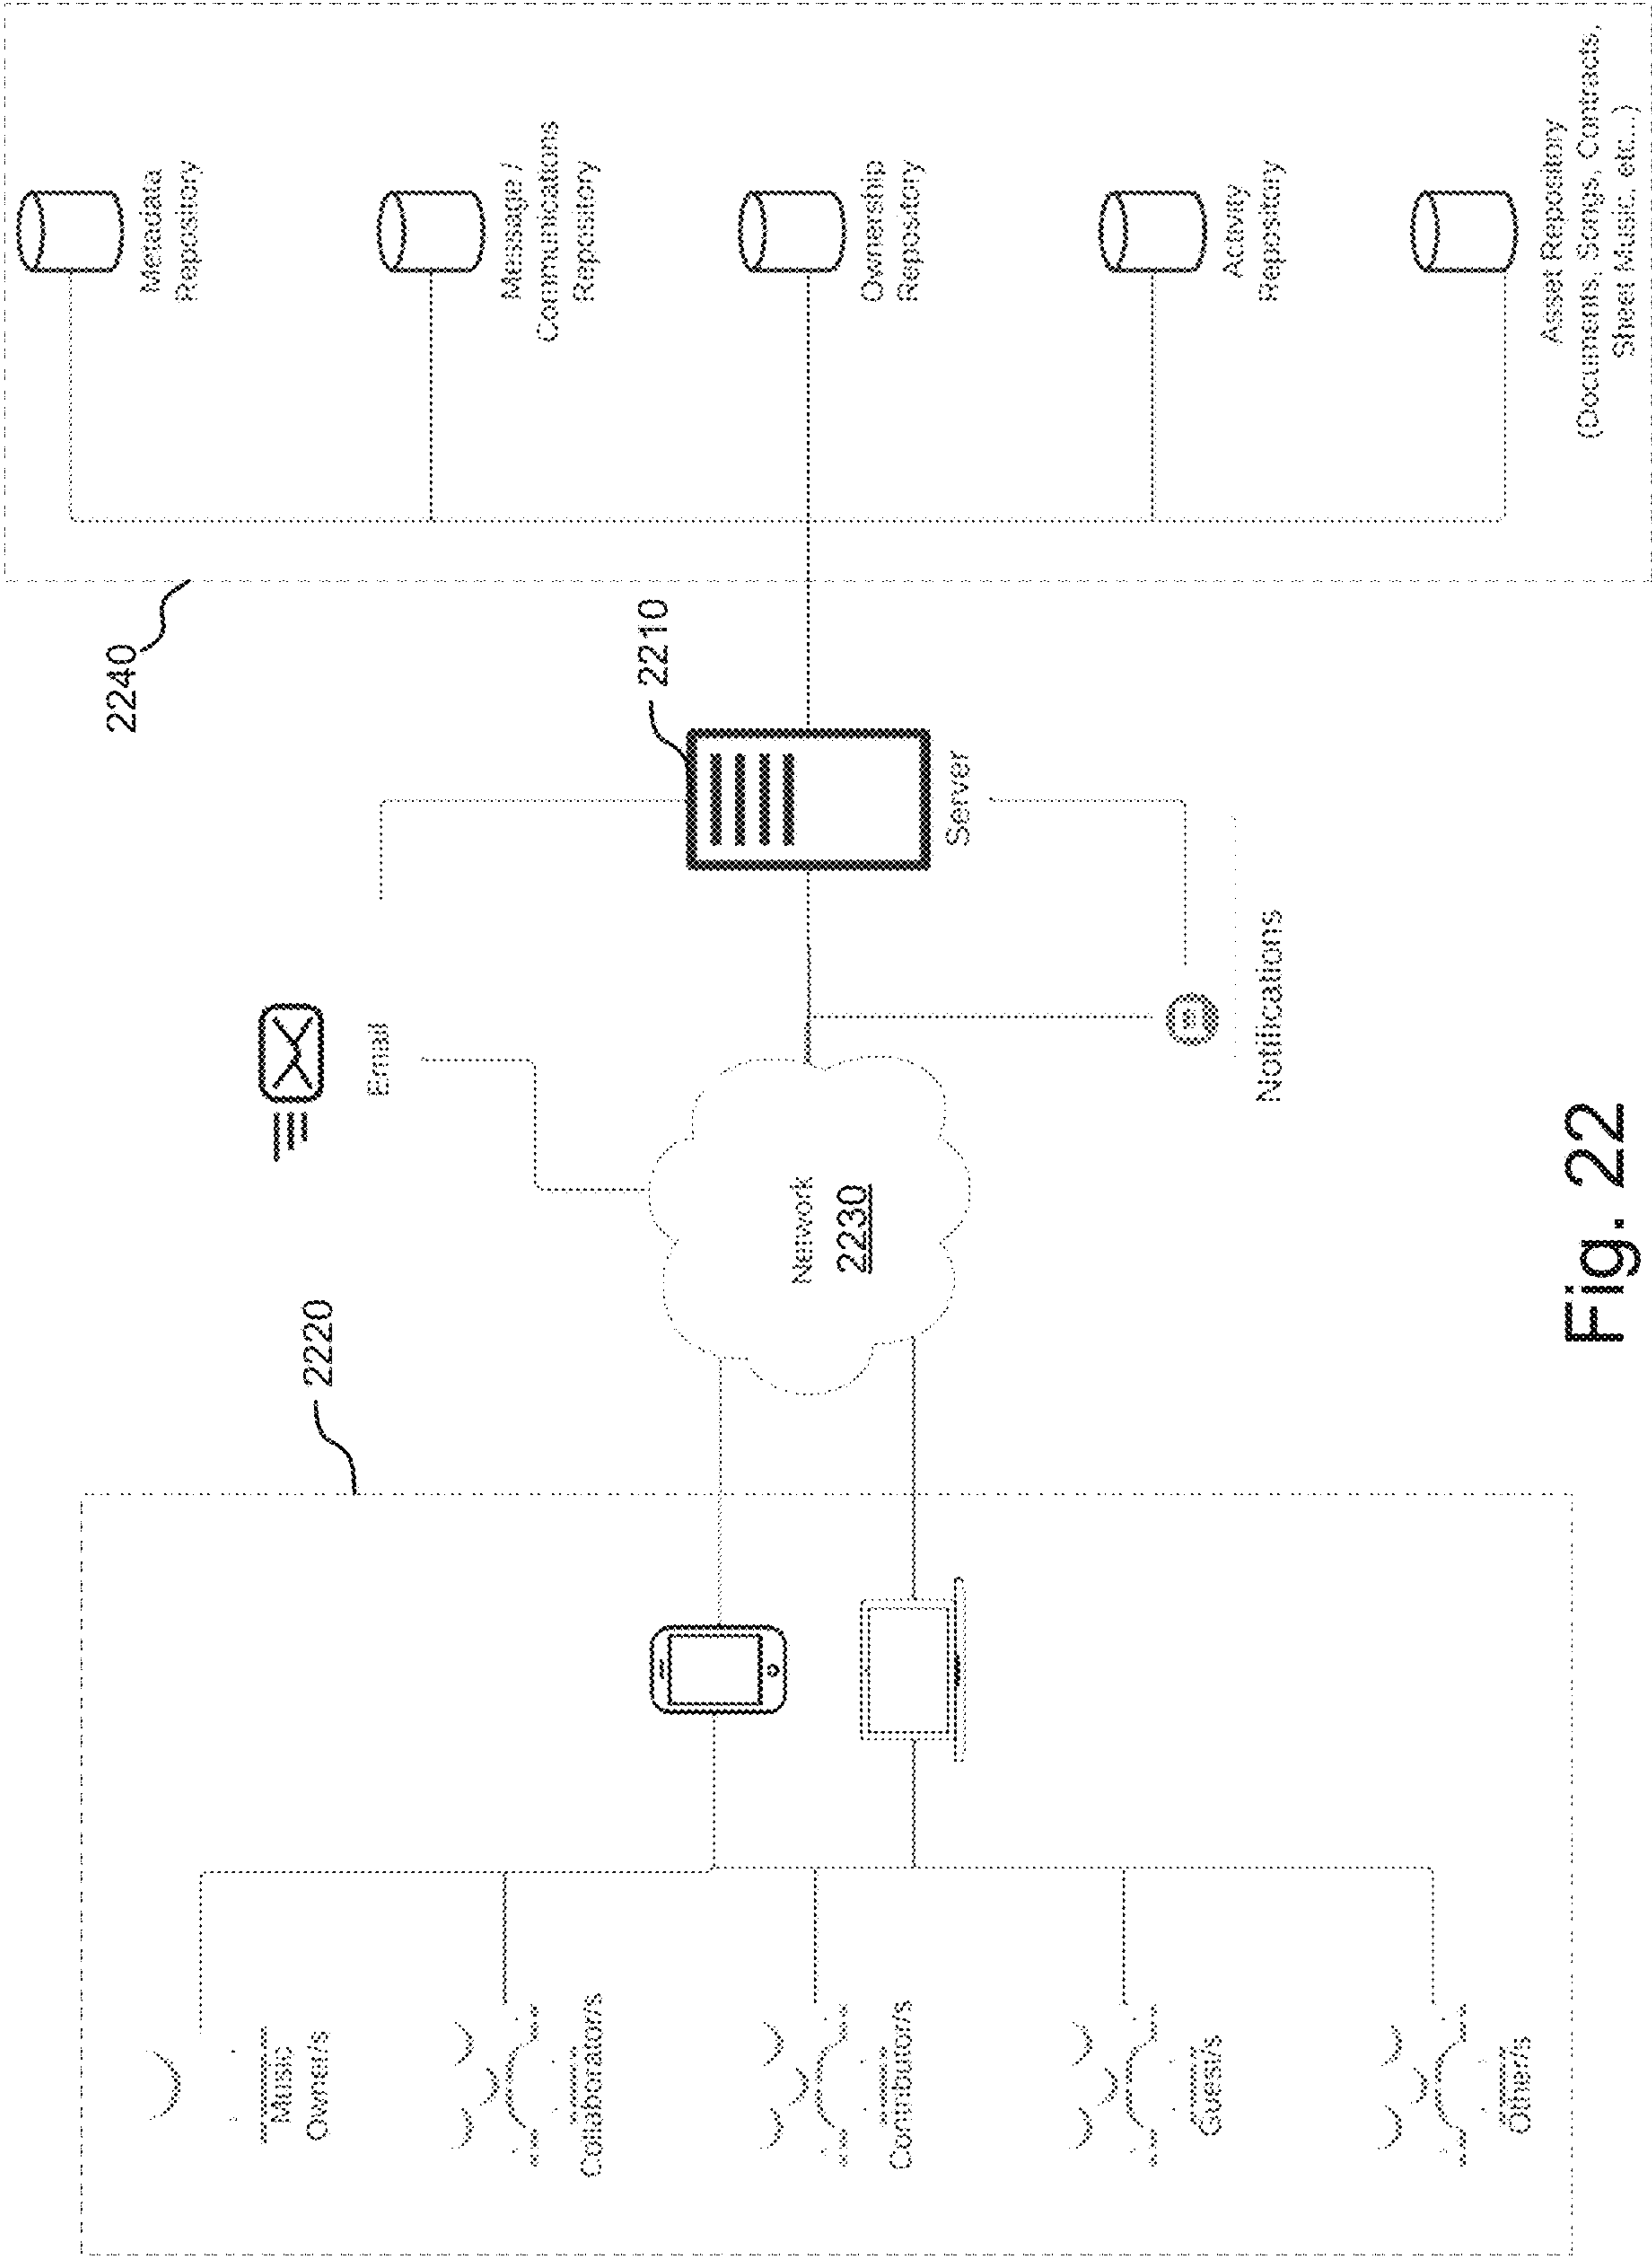 2220
Music
Owner/s
Collaborator/s
Contributor/s
Guest/s
Other/s
Network
2230
Email
Notifications
2210
Server
2240
Metadata
Repository
Message /
Communications
Repository
Ownership
Repository
Activity
Repository
Asset Repository
(Documents, Songs, Contracts,
Sheet Music, etc..)
Fig. 22